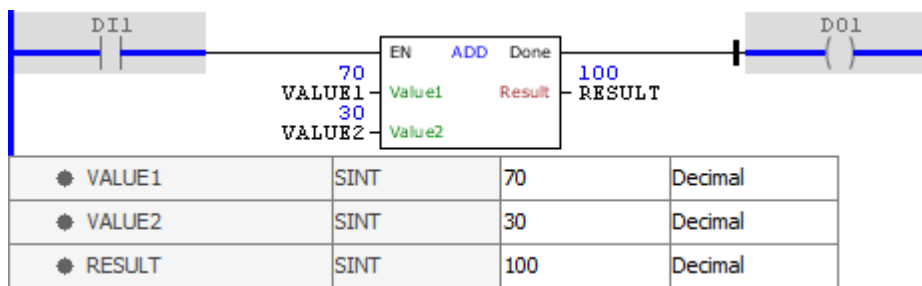 DI1 DO1
EN ADD Done
70 100
VALUE1 Value1 Result RESULT
30
VALUE2 Value2
VALUE1 SINT 70 Decimal
VALUE2 SINT 30 Decimal
RESULT SINT 100 Decimal